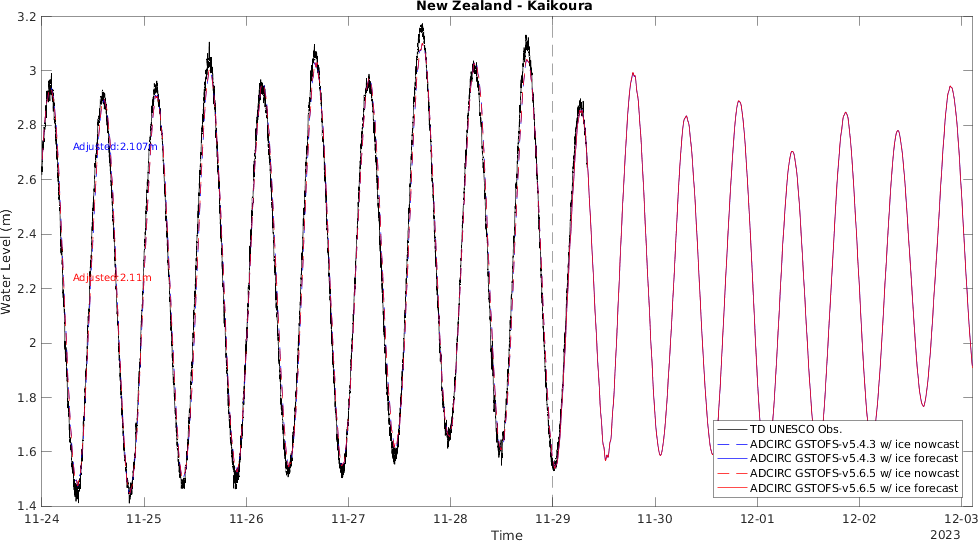 New Zealand - Kaikoura
3.2
3
2.8
2.6
2.4
2.2
2
1.8
1.6
1.4
Water Level (m)
Adjusted:2.107m
Adjusted:2.11m
TD UNESCO Obs.
ADCIRC GSTOFS-v5.4.3 w/ ice nowcast
ADCIRC GSTOFS-v5.4.3 w/ ice forecast
ADCIRC GSTOFS-v5.6.5 w/ ice nowcast
ADCIRC GSTOFS-v5.6.5 w/ ice forecast
11-24 11-25 11-26 11-27 11-28 11-29 11-30 12-01 12-02 12-03
Time
2023